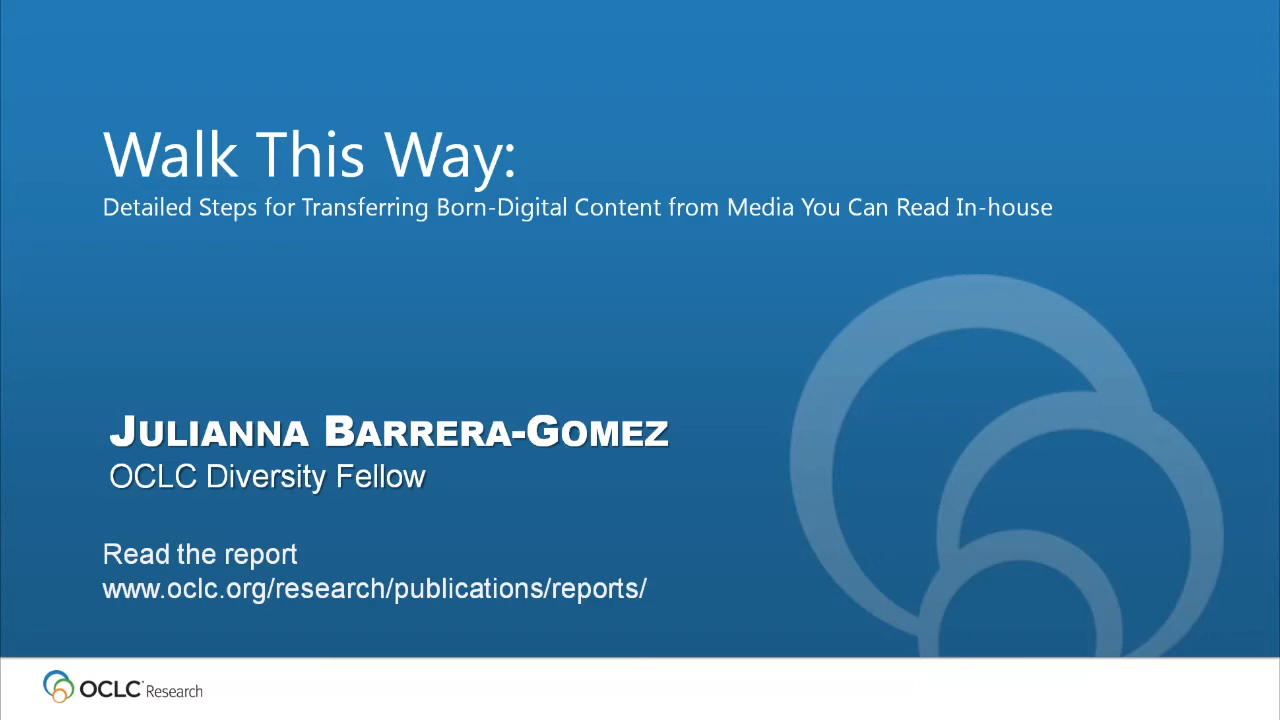 Walk This Way:
Detailed Steps for Transferring Born-Digital Content from Media You Can Read In-house
JULIANNA BARRERA-GOMEZ
OCLC Diversity Fellow
Read the report
www.oclc.org/research/publications/reports/
OCLC Research